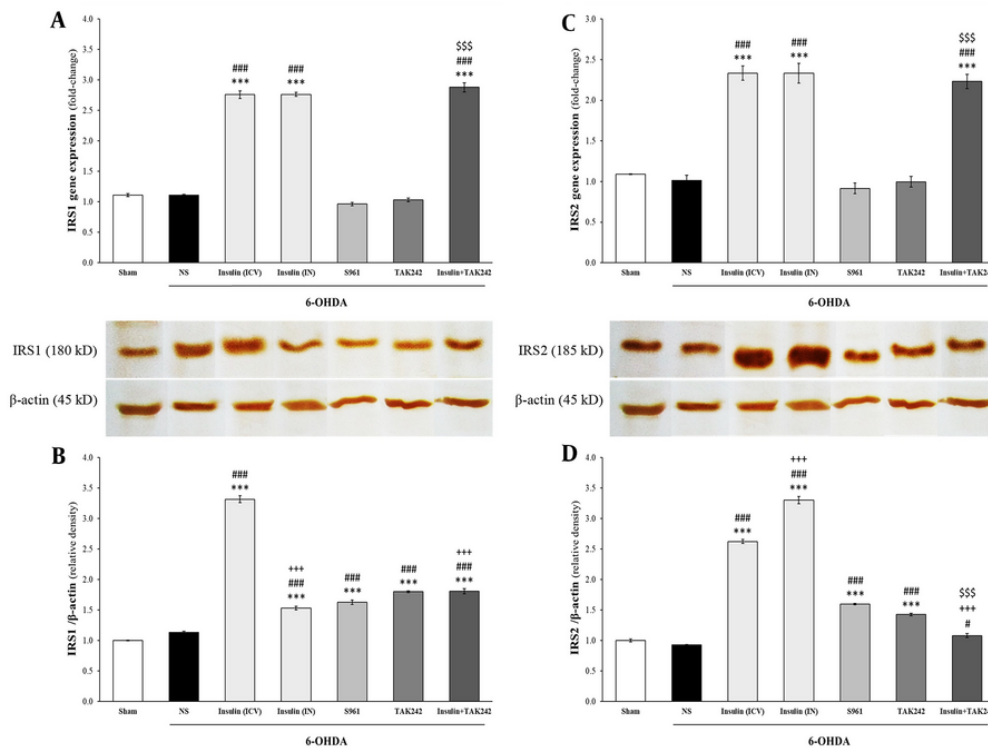 A
IRS1 gene expression (fold-change)
4.0
3.5
3.0
2.5
2.0
1.5
1.0
0.5
0.0
###
***
###
***
$$$
###
***
Sham
NS
Insulin (ICV)
Insulin (IN)
S961
TAK242
Insulin+TAK242
6-OHDA
C
IRS2 gene expression (fold-change)
3.0
2.5
2.0
1.5
1.0
0.5
0.0
###
***
###
***
$$$
###
***
Sham
NS
Insulin (ICV)
Insulin (IN)
S961
TAK242
Insulin+TAK242
6-OHDA
IRS1 (180 kD)
β-actin (45 kD)
IRS2 (185 kD)
β-actin (45 kD)
B
IRS1 /β-actin (relative density)
4.0
3.5
3.0
2.5
2.0
1.5
1.0
0.5
0.0
###
***
+++
###
***
###
***
###
***
+++
###
***
Sham
NS
Insulin (ICV)
Insulin (IN)
S961
TAK242
Insulin+TAK242
6-OHDA
D
IRS2 /β-actin (relative density)
4.0
3.5
3.0
2.5
2.0
1.5
1.0
0.5
0.0
###
***
+++
###
***
###
***
###
***
$$$
+++
#
Sham
NS
Insulin (ICV)
Insulin (IN)
S961
TAK242
Insulin+TAK24
6-OHDA